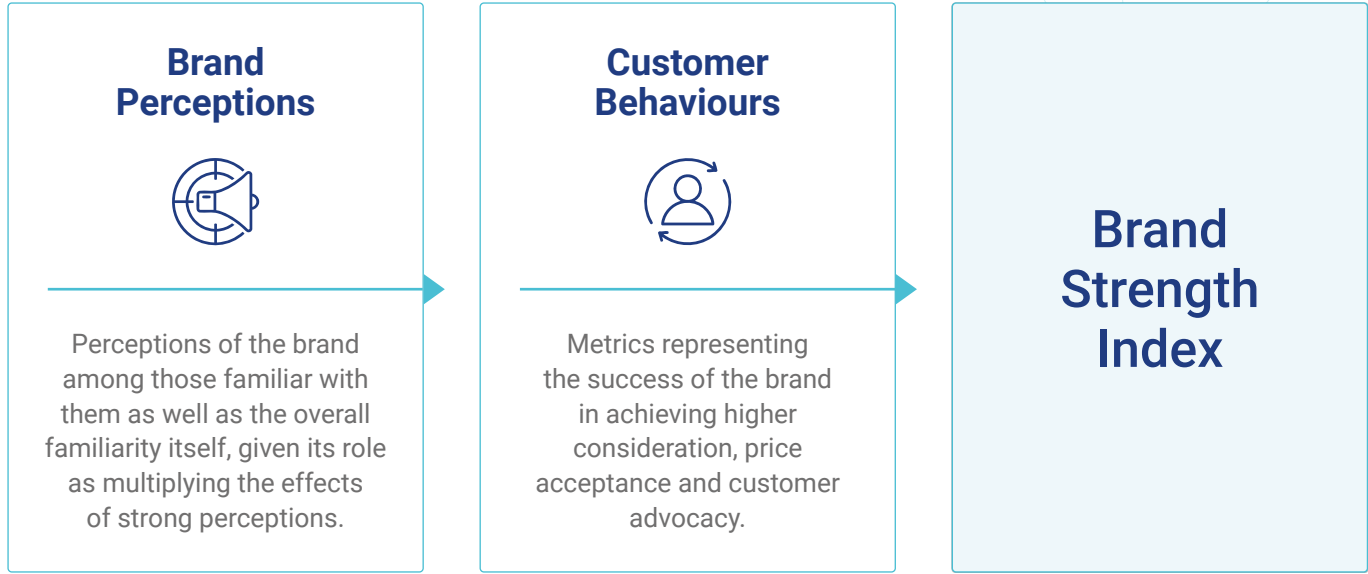 Brand
Perceptions
Perceptions of the brand
among those familiar with
them as well as the overall
familiarity itself, given its role
as multiplying the effects
of strong perceptions.
Customer
Behaviours
Metrics representing
the success of the brand
in achieving higher
consideration, price
acceptance and customer
advocacy.
Brand
Strength
Index